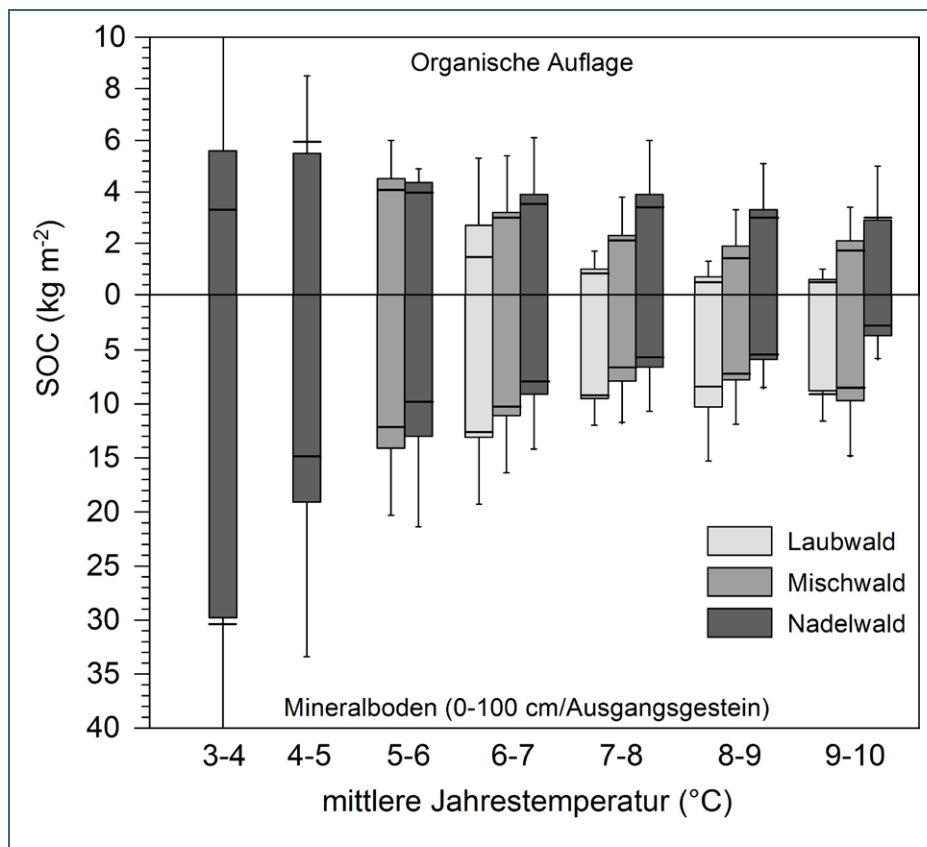 10
Organische Auflage
8
6
4
2
0
SOC (kg m⁻²)
5
10
15
20
25
30
35
40
Laubwald
Mischwald
Nadelwald
Mineralboden (0-100 cm/Ausgangsgestein)
3-4 4-5 5-6 6-7 7-8 8-9 9-10
mittlere Jahrestemperatur (°C)